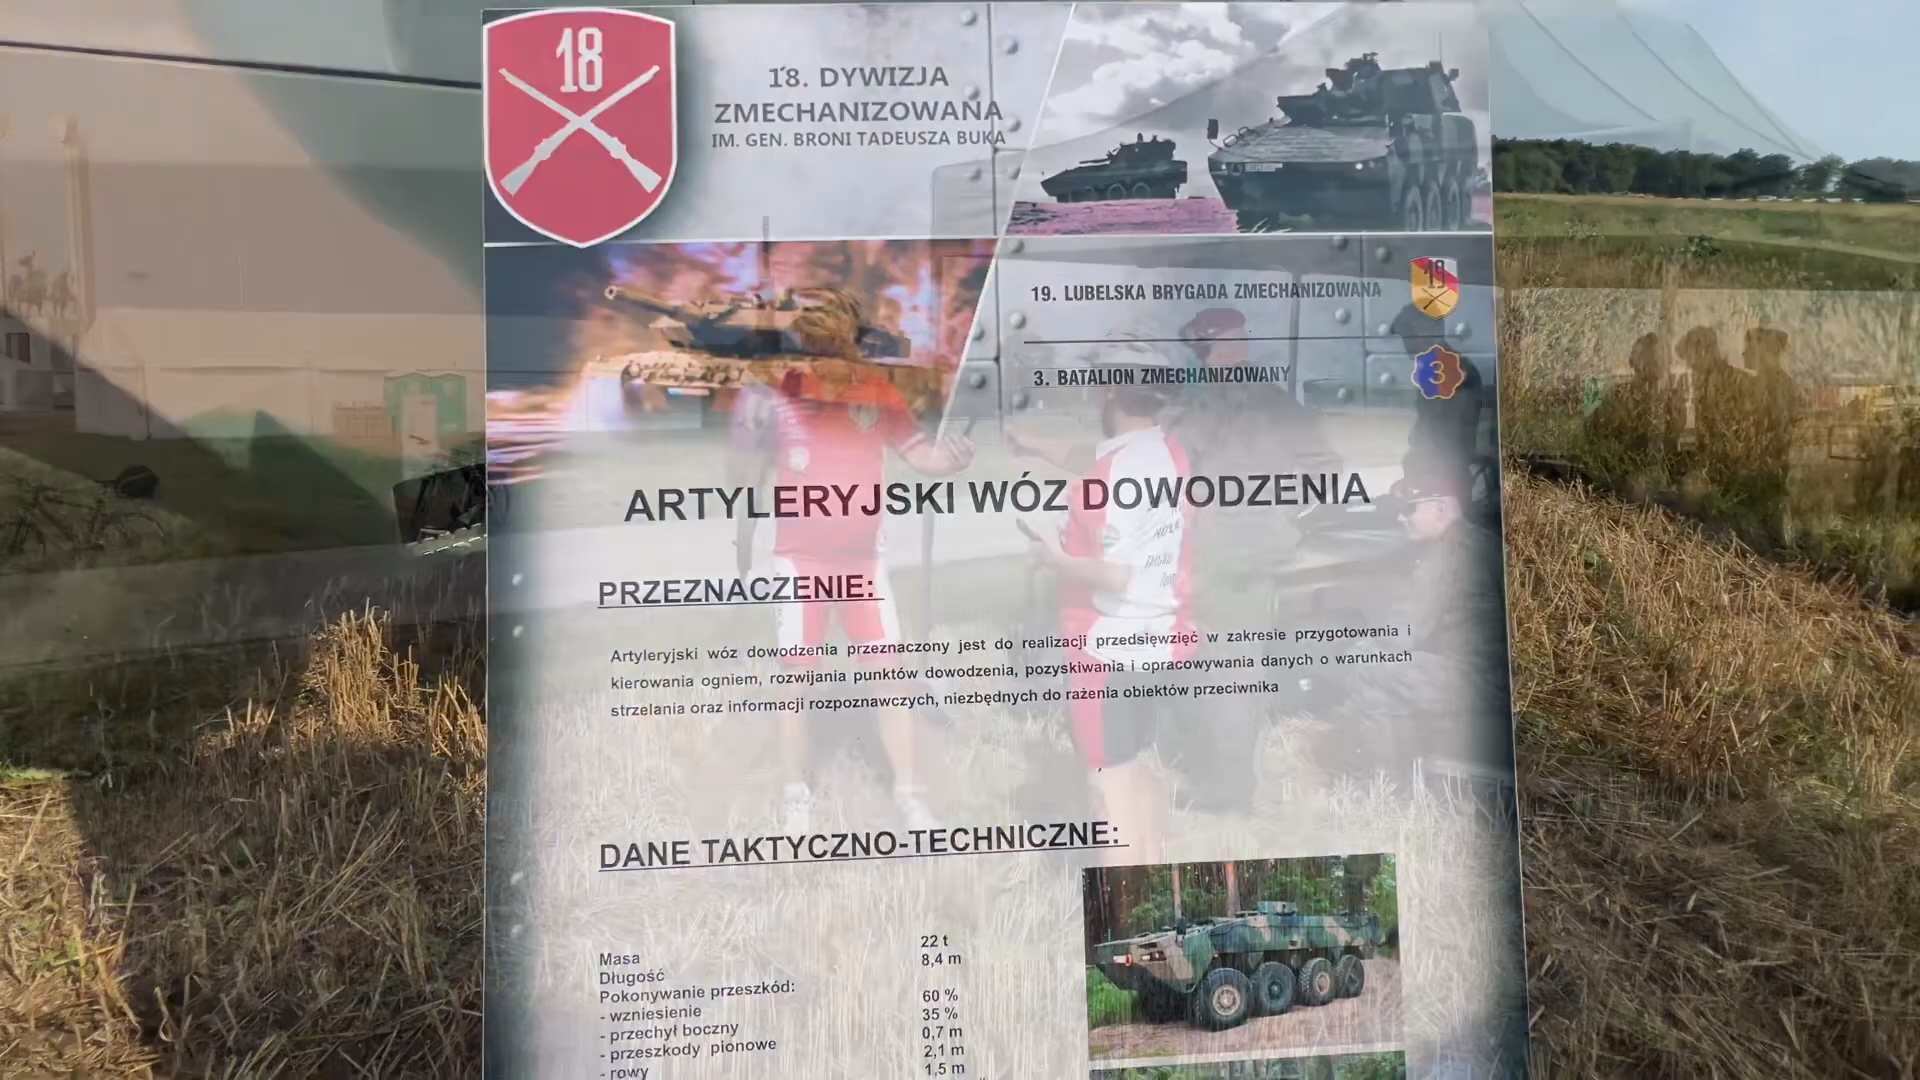 18
18. DYWIZJA
ZMECHANIZOWANA
IM. GEN. BRONI TADEUSZA BUKA
19. LUBELSKA BRYGADA ZMECHANIZOWANA
19
3. BATALION ZMECHANIZOWANY
3
ARTYLERYJSKI WÓZ DOWODZENIA
PRZEZNACZENIE:
Artyleryjski wóz dowodzenia przeznaczony jest do realizacji przedsięwzięć w zakresie przygotowania i
kierowania ogniem, rozwijania punktów dowodzenia, pozyskiwania i opracowywania danych o warunkach
strzelania oraz informacji rozpoznawczych, niezbędnych do rażenia obiektów przeciwnika
DANE TAKTYCZNO-TECHNICZNE:
Masa 22 t
Długość 8,4 m
Pokonywanie przeszkód:
- wzniesienie 60 %
- przechył boczny 35 %
- przeszkody pionowe 0,7 m
- rowy 2,1 m
1,5 m